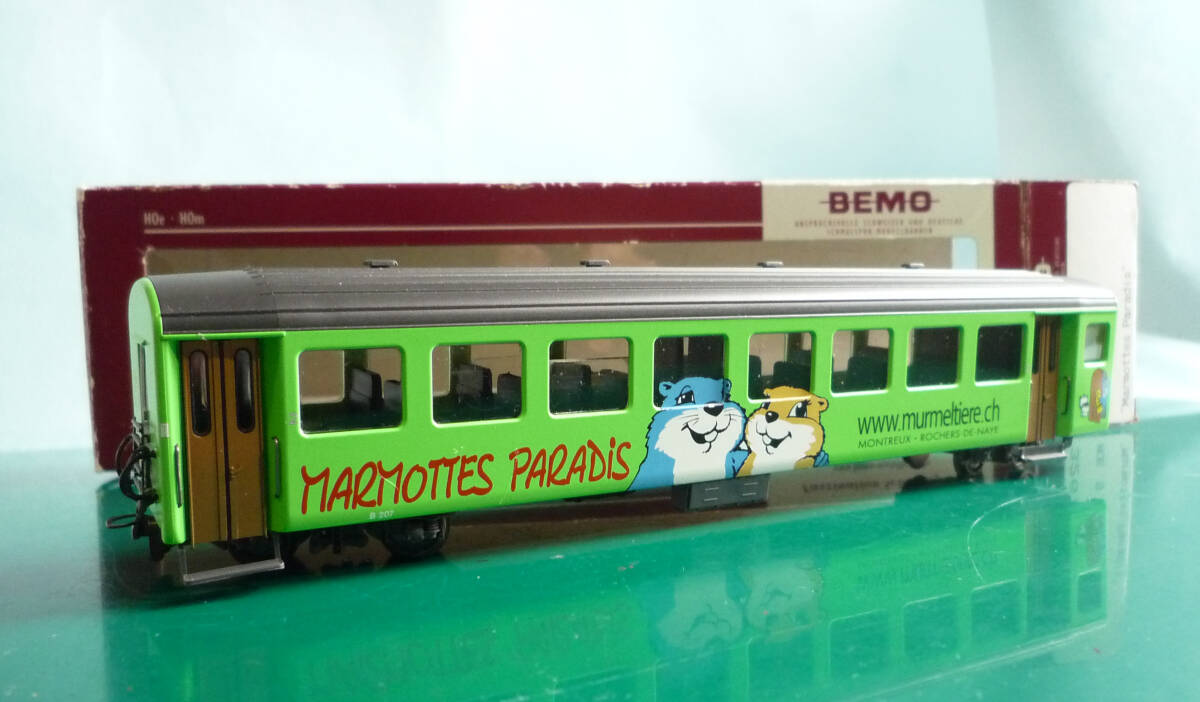 H0e · H0m
BEMO
MARMOTTES PARADiS
www.murmeltiere.ch
MONTREUX - ROCHERS-DE-NAYE
B 207
"Marmottes Paradis"